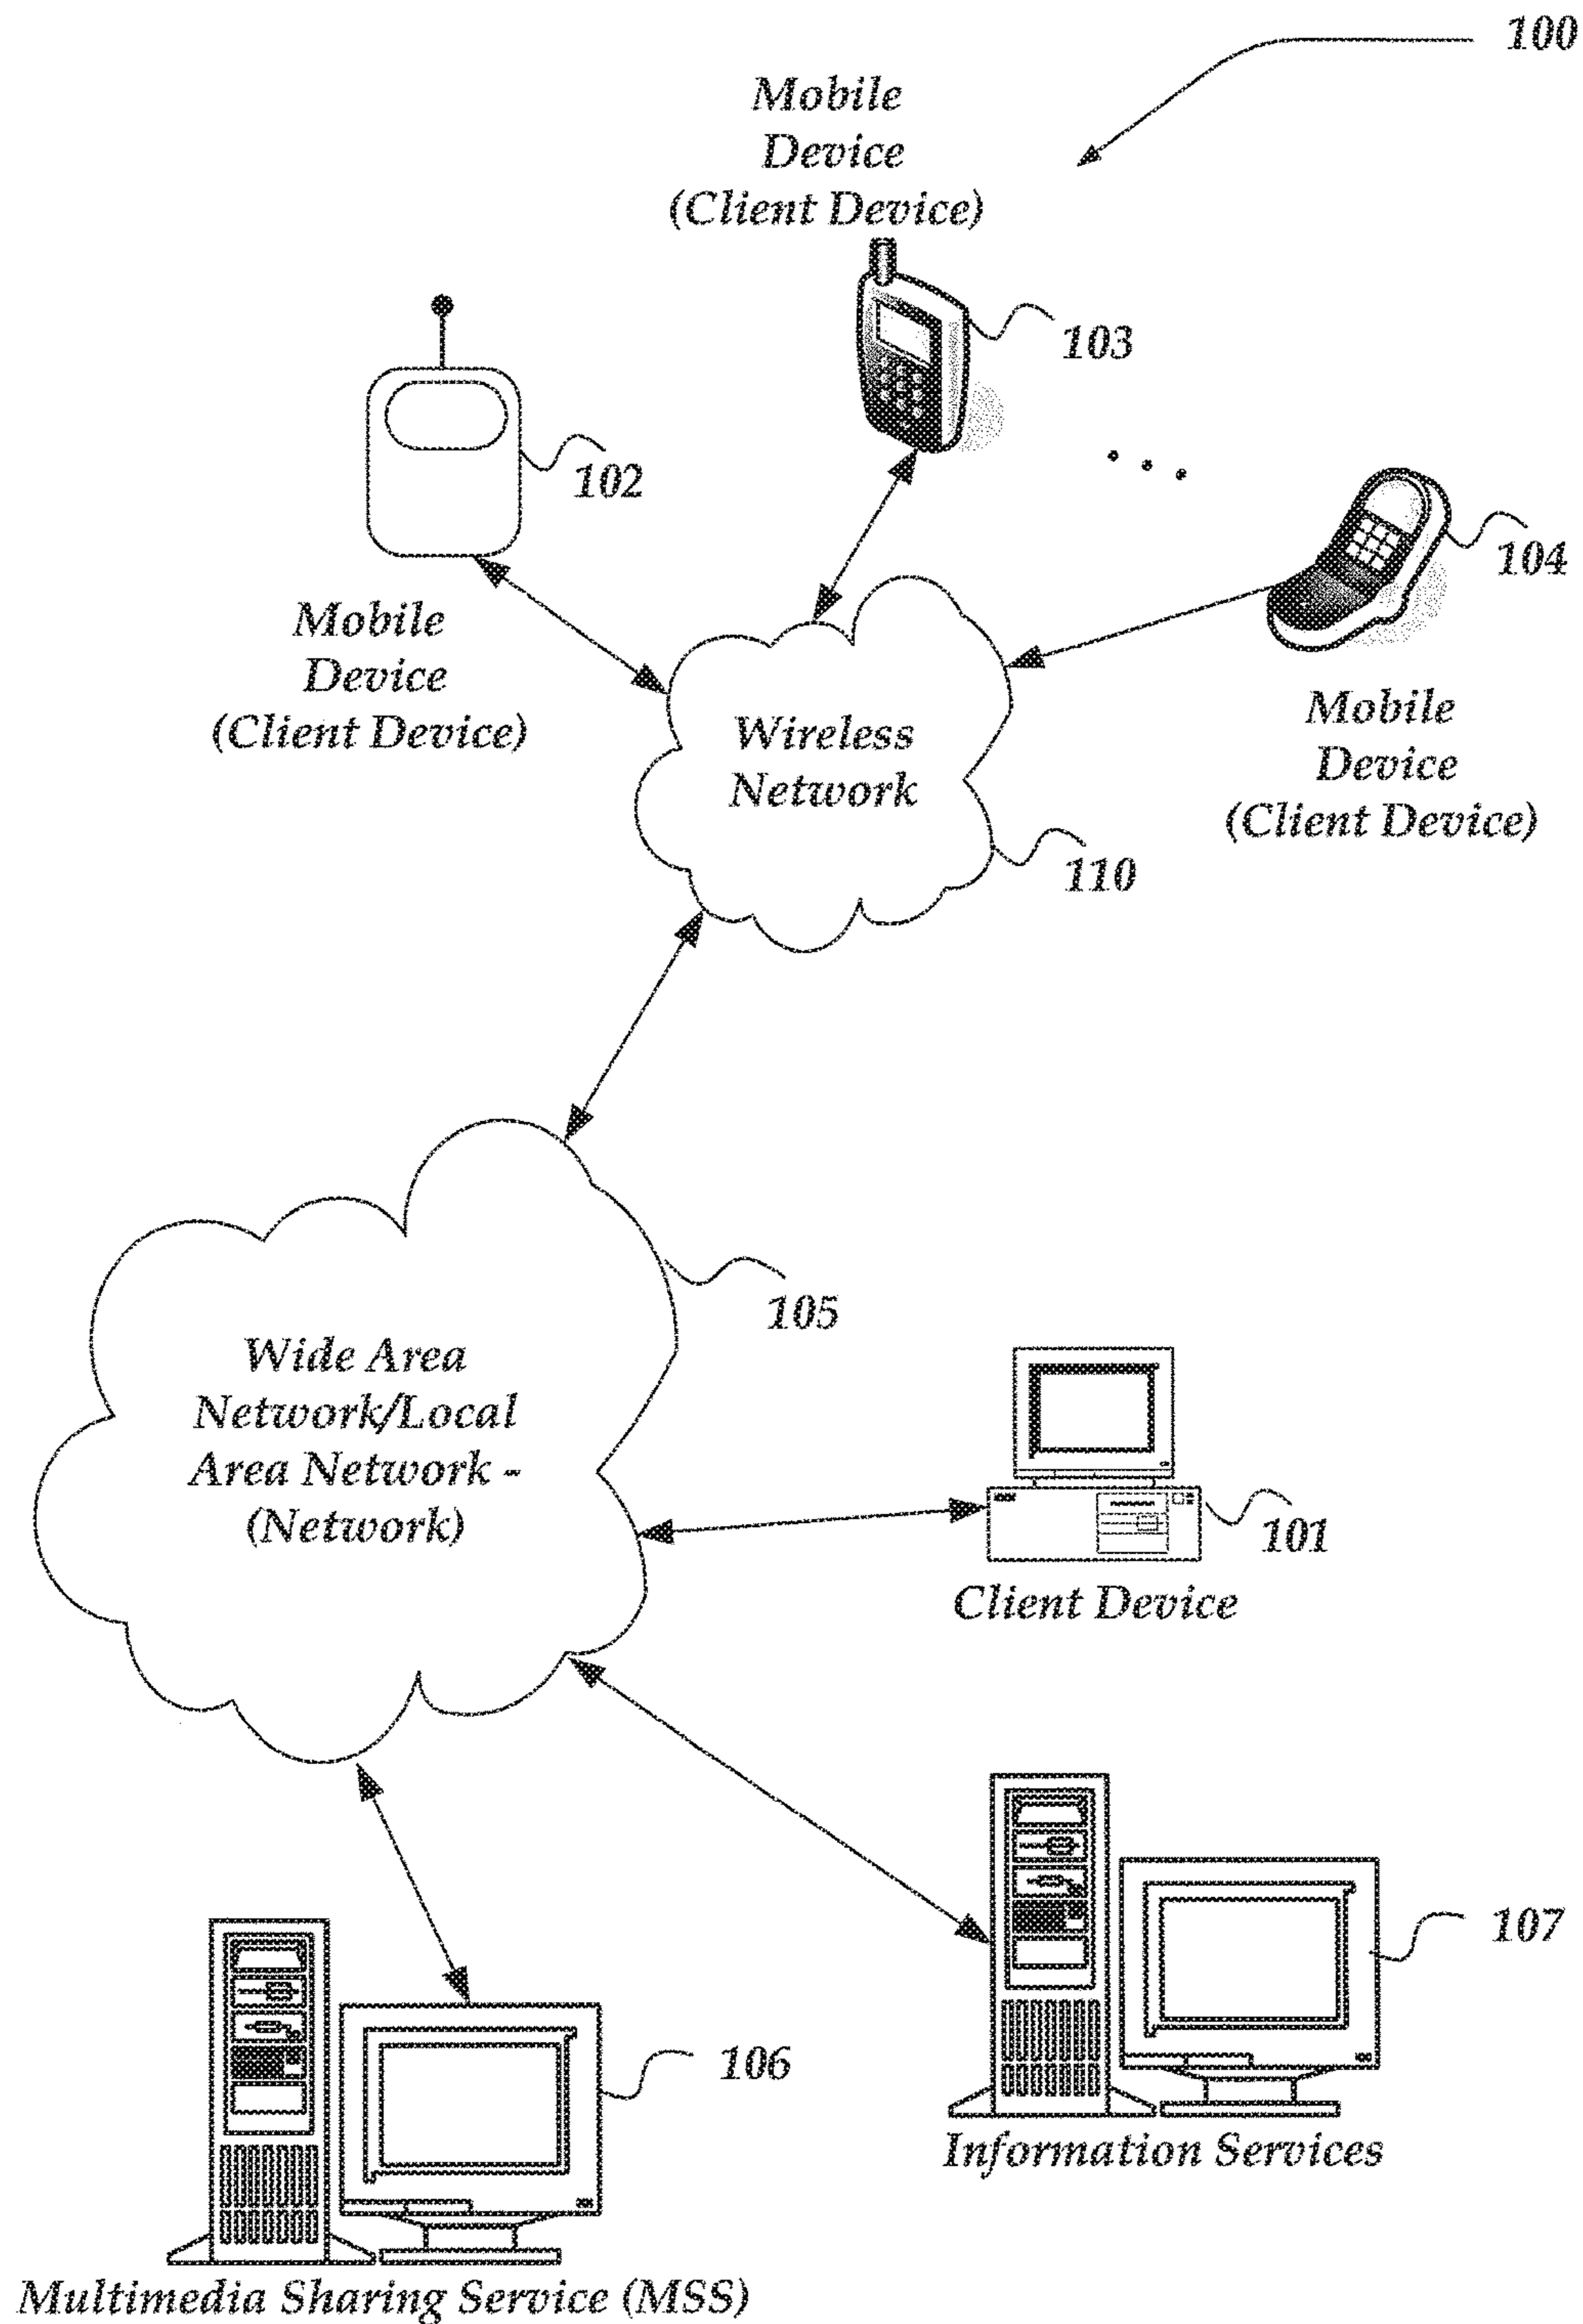 100
Mobile
Device
(Client Device)
103
102
104
Mobile
Device
(Client Device)
Mobile
Device
(Client Device)
Wireless
Network
110
105
Wide Area
Network/Local
Area Network -
(Network)
101
Client Device
107
106
Information Services
Multimedia Sharing Service (MSS)